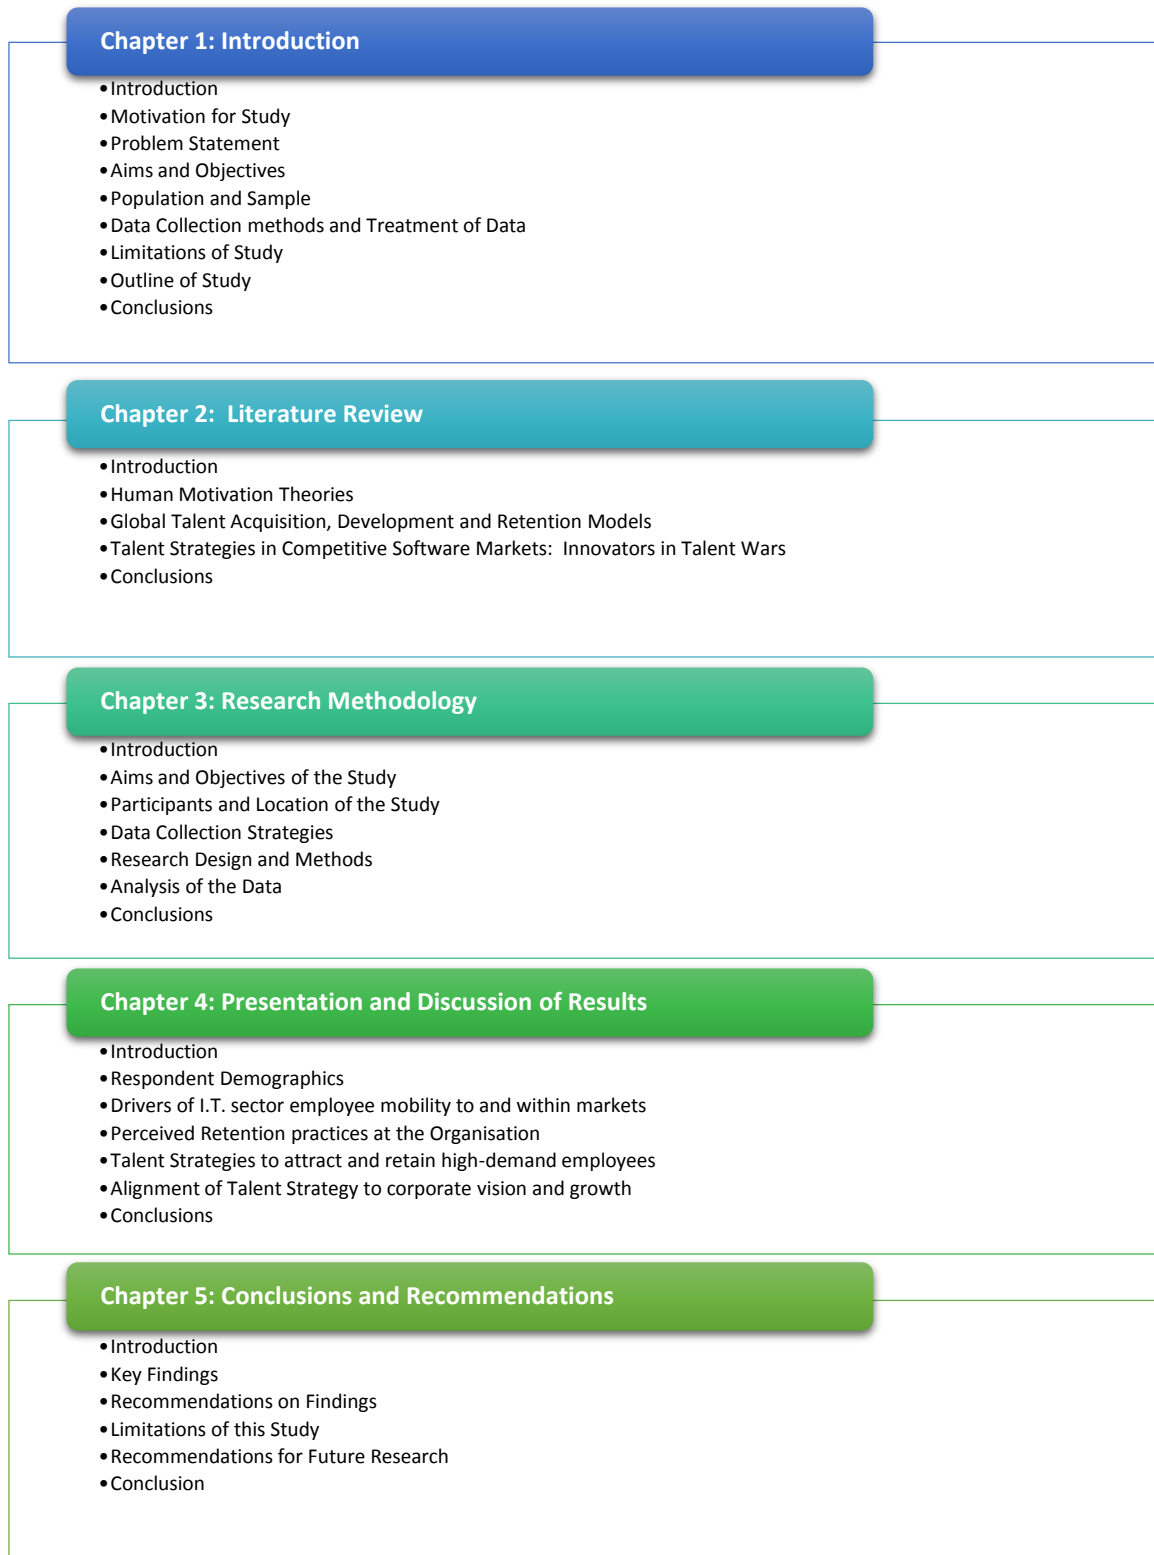 Chapter 1: Introduction
•Introduction
•Motivation for Study
•Problem Statement
•Aims and Objectives
•Population and Sample
•Data Collection methods and Treatment of Data
•Limitations of Study
•Outline of Study
•Conclusions
Chapter 2:  Literature Review
•Introduction
•Human Motivation Theories
•Global Talent Acquisition, Development and Retention Models
•Talent Strategies in Competitive Software Markets:  Innovators in Talent Wars
•Conclusions
Chapter 3: Research Methodology
•Introduction
•Aims and Objectives of the Study
•Participants and Location of the Study
•Data Collection Strategies
•Research Design and Methods
•Analysis of the Data
•Conclusions
Chapter 4: Presentation and Discussion of Results
•Introduction
•Respondent Demographics
•Drivers of I.T. sector employee mobility to and within markets
•Perceived Retention practices at the Organisation
•Talent Strategies to attract and retain high-demand employees
•Alignment of Talent Strategy to corporate vision and growth
•Conclusions
Chapter 5: Conclusions and Recommendations
•Introduction
•Key Findings
•Recommendations on Findings
•Limitations of this Study
•Recommendations for Future Research
•Conclusion